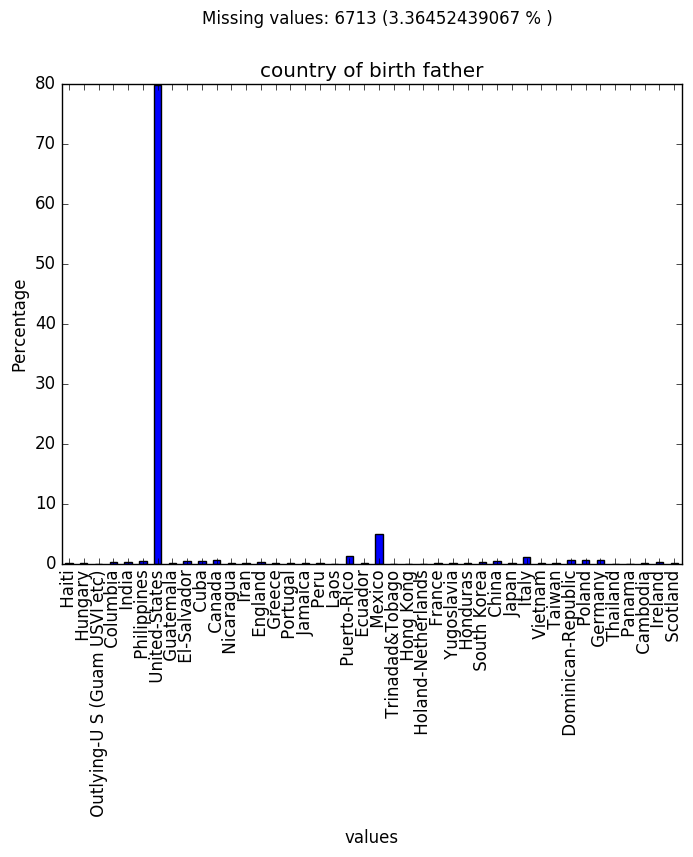 Missing values: 6713 (3.36452439067 % )
country of birth father
80
70
60
50
40
30
20
10
0
Percentage
Haiti
Hungary
Outlying-U S (Guam USVI etc)
Columbia
India
Philippines
United-States
Guatemala
El-Salvador
Cuba
Canada
Nicaragua
Iran
England
Greece
Portugal
Jamaica
Peru
Laos
Puerto-Rico
Ecuador
Mexico
Trinadad&Tobago
Hong Kong
Holand-Netherlands
France
Yugoslavia
Honduras
South Korea
China
Japan
Italy
Vietnam
Taiwan
Dominican-Republic
Poland
Germany
Thailand
Panama
Cambodia
Ireland
Scotland
values